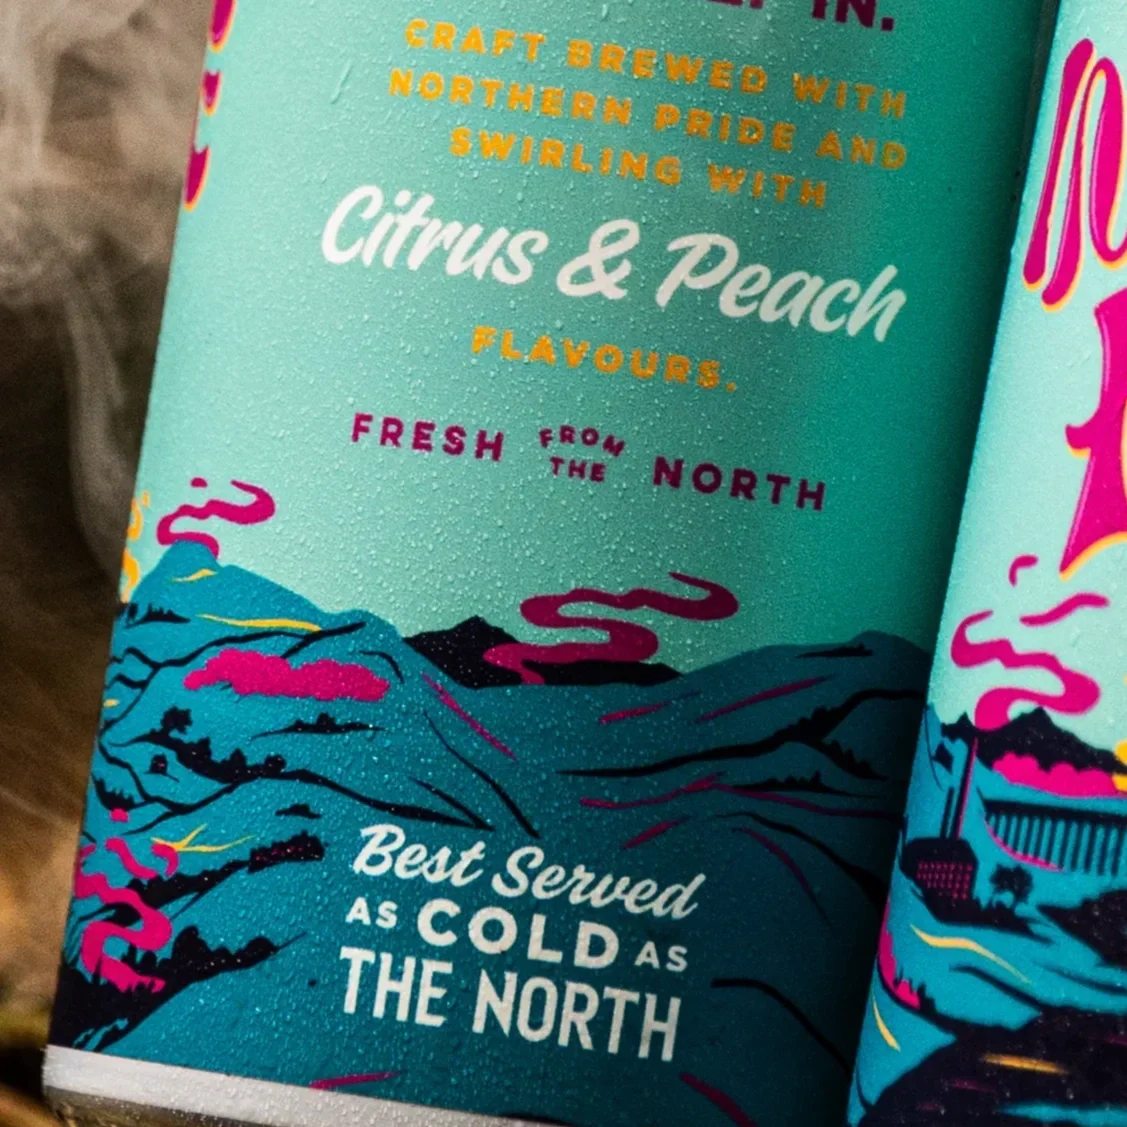 IN.
CRAFT BREWED WITH
NORTHERN PRIDE AND
SWIRLING WITH
Citrus & Peach
FLAVOURS.
FRESH FROM THE NORTH
Best Served
AS COLD AS
THE NORTH